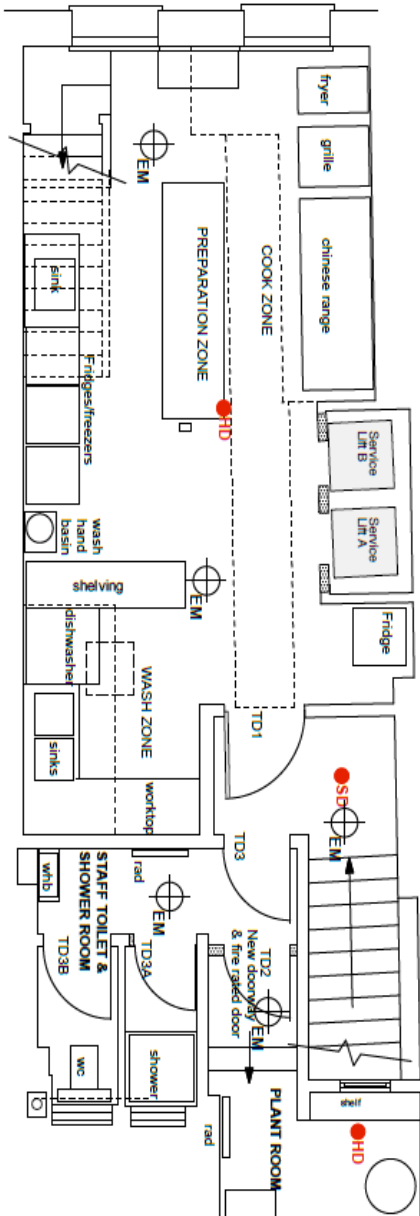 fryer
grille
chinese range
COOK ZONE
PREPARATION ZONE
EM
sink
Fridges/freezers
HD
Service
Lift B
Service
Lift A
wash
hand
basin
shelving
EM
Fridge
dishwasher
WASH ZONE
sinks
worktop
TD1
SD
EM
TD3
rad
STAFF TOILET &
SHOWER ROOM
whb
EM
TD3A
TD3B
TD2
New doorway
& fire rated door
EM
wc
shower
rad
PLANT ROOM
shelf
HD